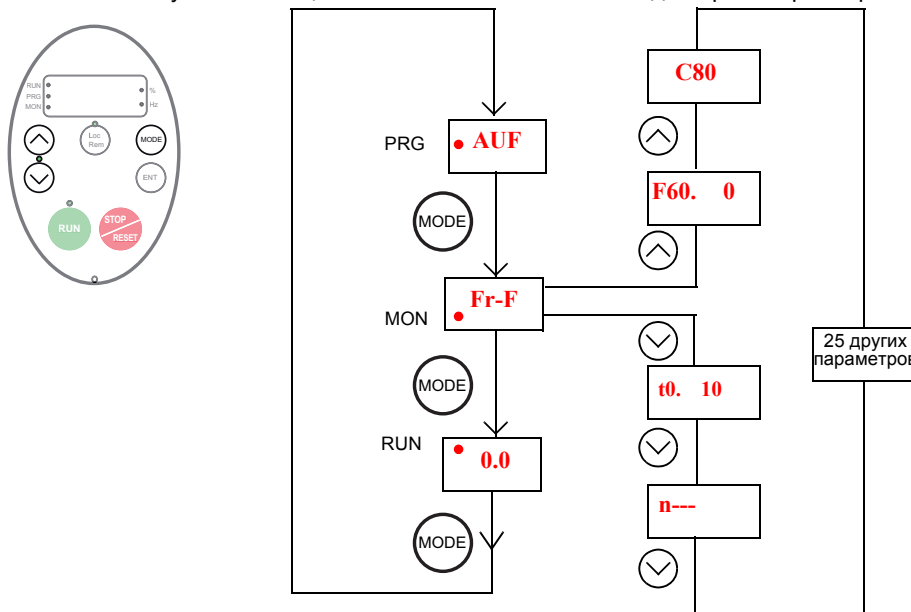 RUN
PRG
MON
%
Hz
Loc
Rem
MODE
ENT
RUN
STOP
RESET
PRG
AUF
MODE
MON
Fr-F
MODE
RUN
0.0
MODE
C80
F60. 0
t0. 10
n---
25 других
параметров